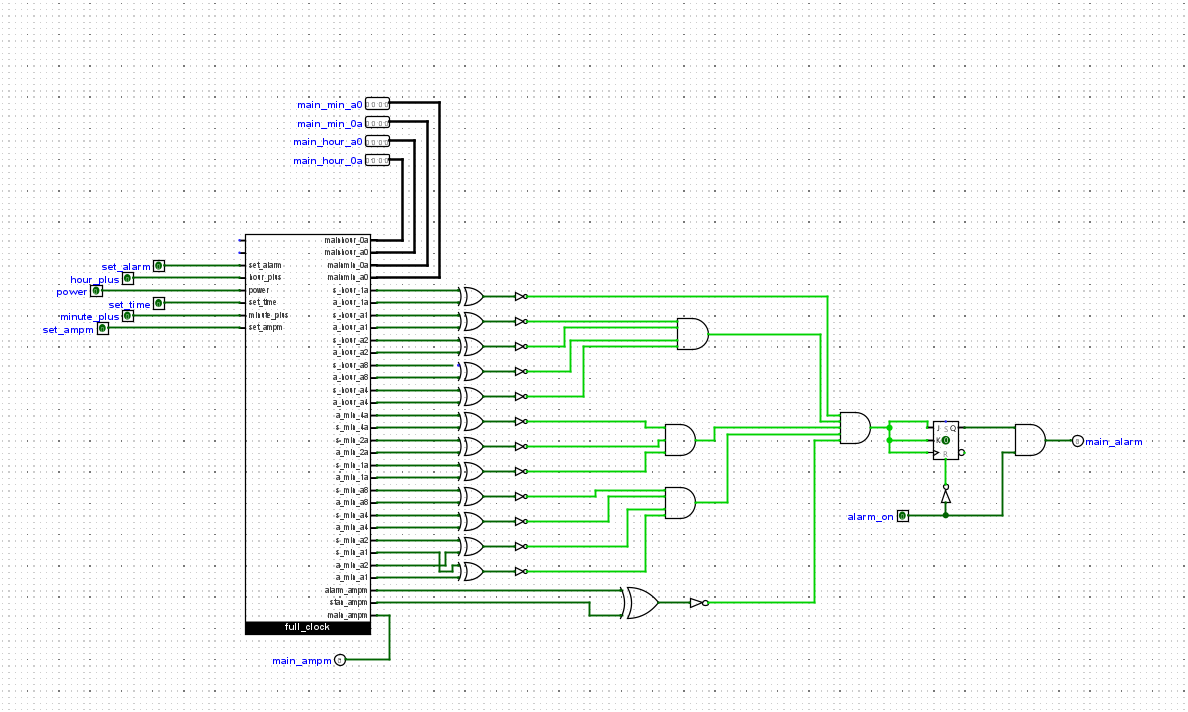 main_min_a0
main_min_0a
main_hour_a0
main_hour_0a
set_alarm
hour_plus
power
set_time
minute_plus
set_ampm
set_alarm
hour_plus
power
set_time
minute_plus
set_ampm
mainhour_0a
mainhour_a0
mainmin_0a
mainmin_a0
s_hour_1a
a_hour_1a
s_hour_a1
a_hour_a1
s_hour_a2
a_hour_a2
s_hour_a8
a_hour_a8
s_hour_a4
a_hour_a4
s_min_4a
a_min_4a
s_min_2a
a_min_2a
s_min_1a
a_min_1a
s_min_a8
a_min_a8
s_min_a4
a_min_a4
s_min_a2
s_min_a1
a_min_a2
a_min_a1
alarm_ampm
stan_ampm
main_ampm
full_clock
main_ampm
J S Q
K 0
R
alarm_on
main_alarm